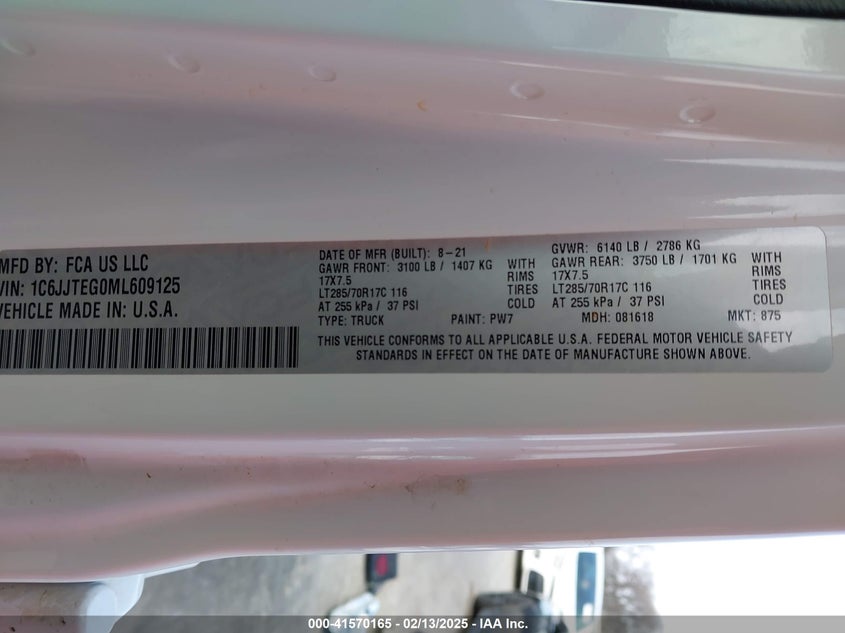 MFD BY: FCA US LLC
VIN: 1C6JJTEG0ML609125
VEHICLE MADE IN: U.S.A.
DATE OF MFR (BUILT): 8-21
GAWR FRONT: 3100 LB / 1407 KG WITH
17X7.5 RIMS
LT285/70R17C 116 TIRES
AT 255 kPa / 37 PSI COLD
TYPE: TRUCK PAINT: PW7
GVWR: 6140 LB / 2786 KG
GAWR REAR: 3750 LB / 1701 KG WITH
17X7.5 RIMS
LT285/70R17C 116 TIRES
AT 255 kPa / 37 PSI COLD
MDH: 081618 MKT: 875
THIS VEHICLE CONFORMS TO ALL APPLICABLE U.S.A. FEDERAL MOTOR VEHICLE SAFETY
STANDARDS IN EFFECT ON THE DATE OF MANUFACTURE SHOWN ABOVE.
000-41570165 - 02/13/2025 - IAA Inc.